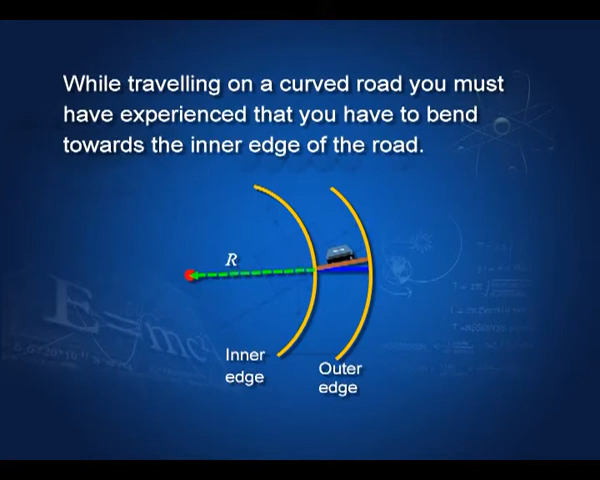 While travelling on a curved road you must
have experienced that you have to bend
towards the inner edge of the road.
R
Inner
edge
Outer
edge
E=mc²